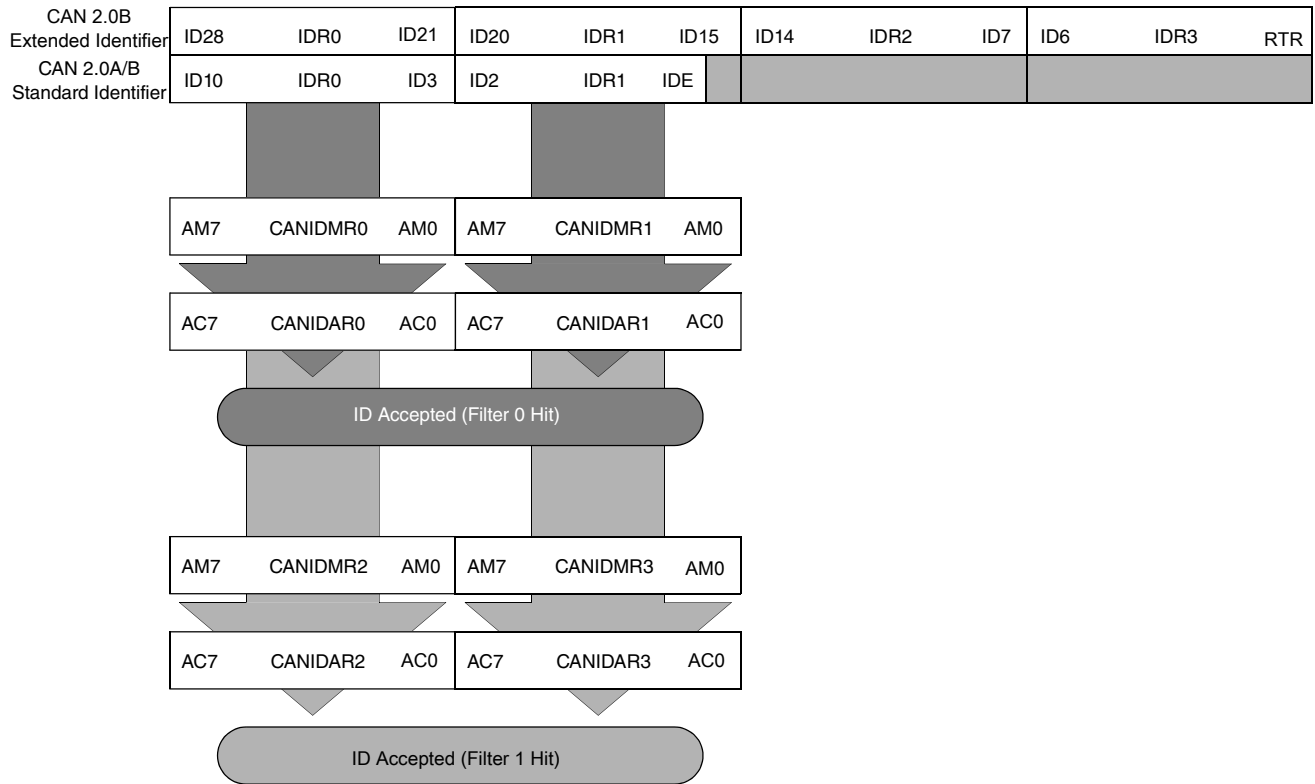 CAN 2.0B
Extended Identifier
ID28 IDR0 ID21 ID20 IDR1 ID15 ID14 IDR2 ID7 ID6 IDR3 RTR
CAN 2.0A/B
Standard Identifier
ID10 IDR0 ID3 ID2 IDR1 IDE
AM7 CANIDMR0 AM0 AM7 CANIDMR1 AM0
AC7 CANIDAR0 AC0 AC7 CANIDAR1 AC0
ID Accepted (Filter 0 Hit)
AM7 CANIDMR2 AM0 AM7 CANIDMR3 AM0
AC7 CANIDAR2 AC0 AC7 CANIDAR3 AC0
ID Accepted (Filter 1 Hit)